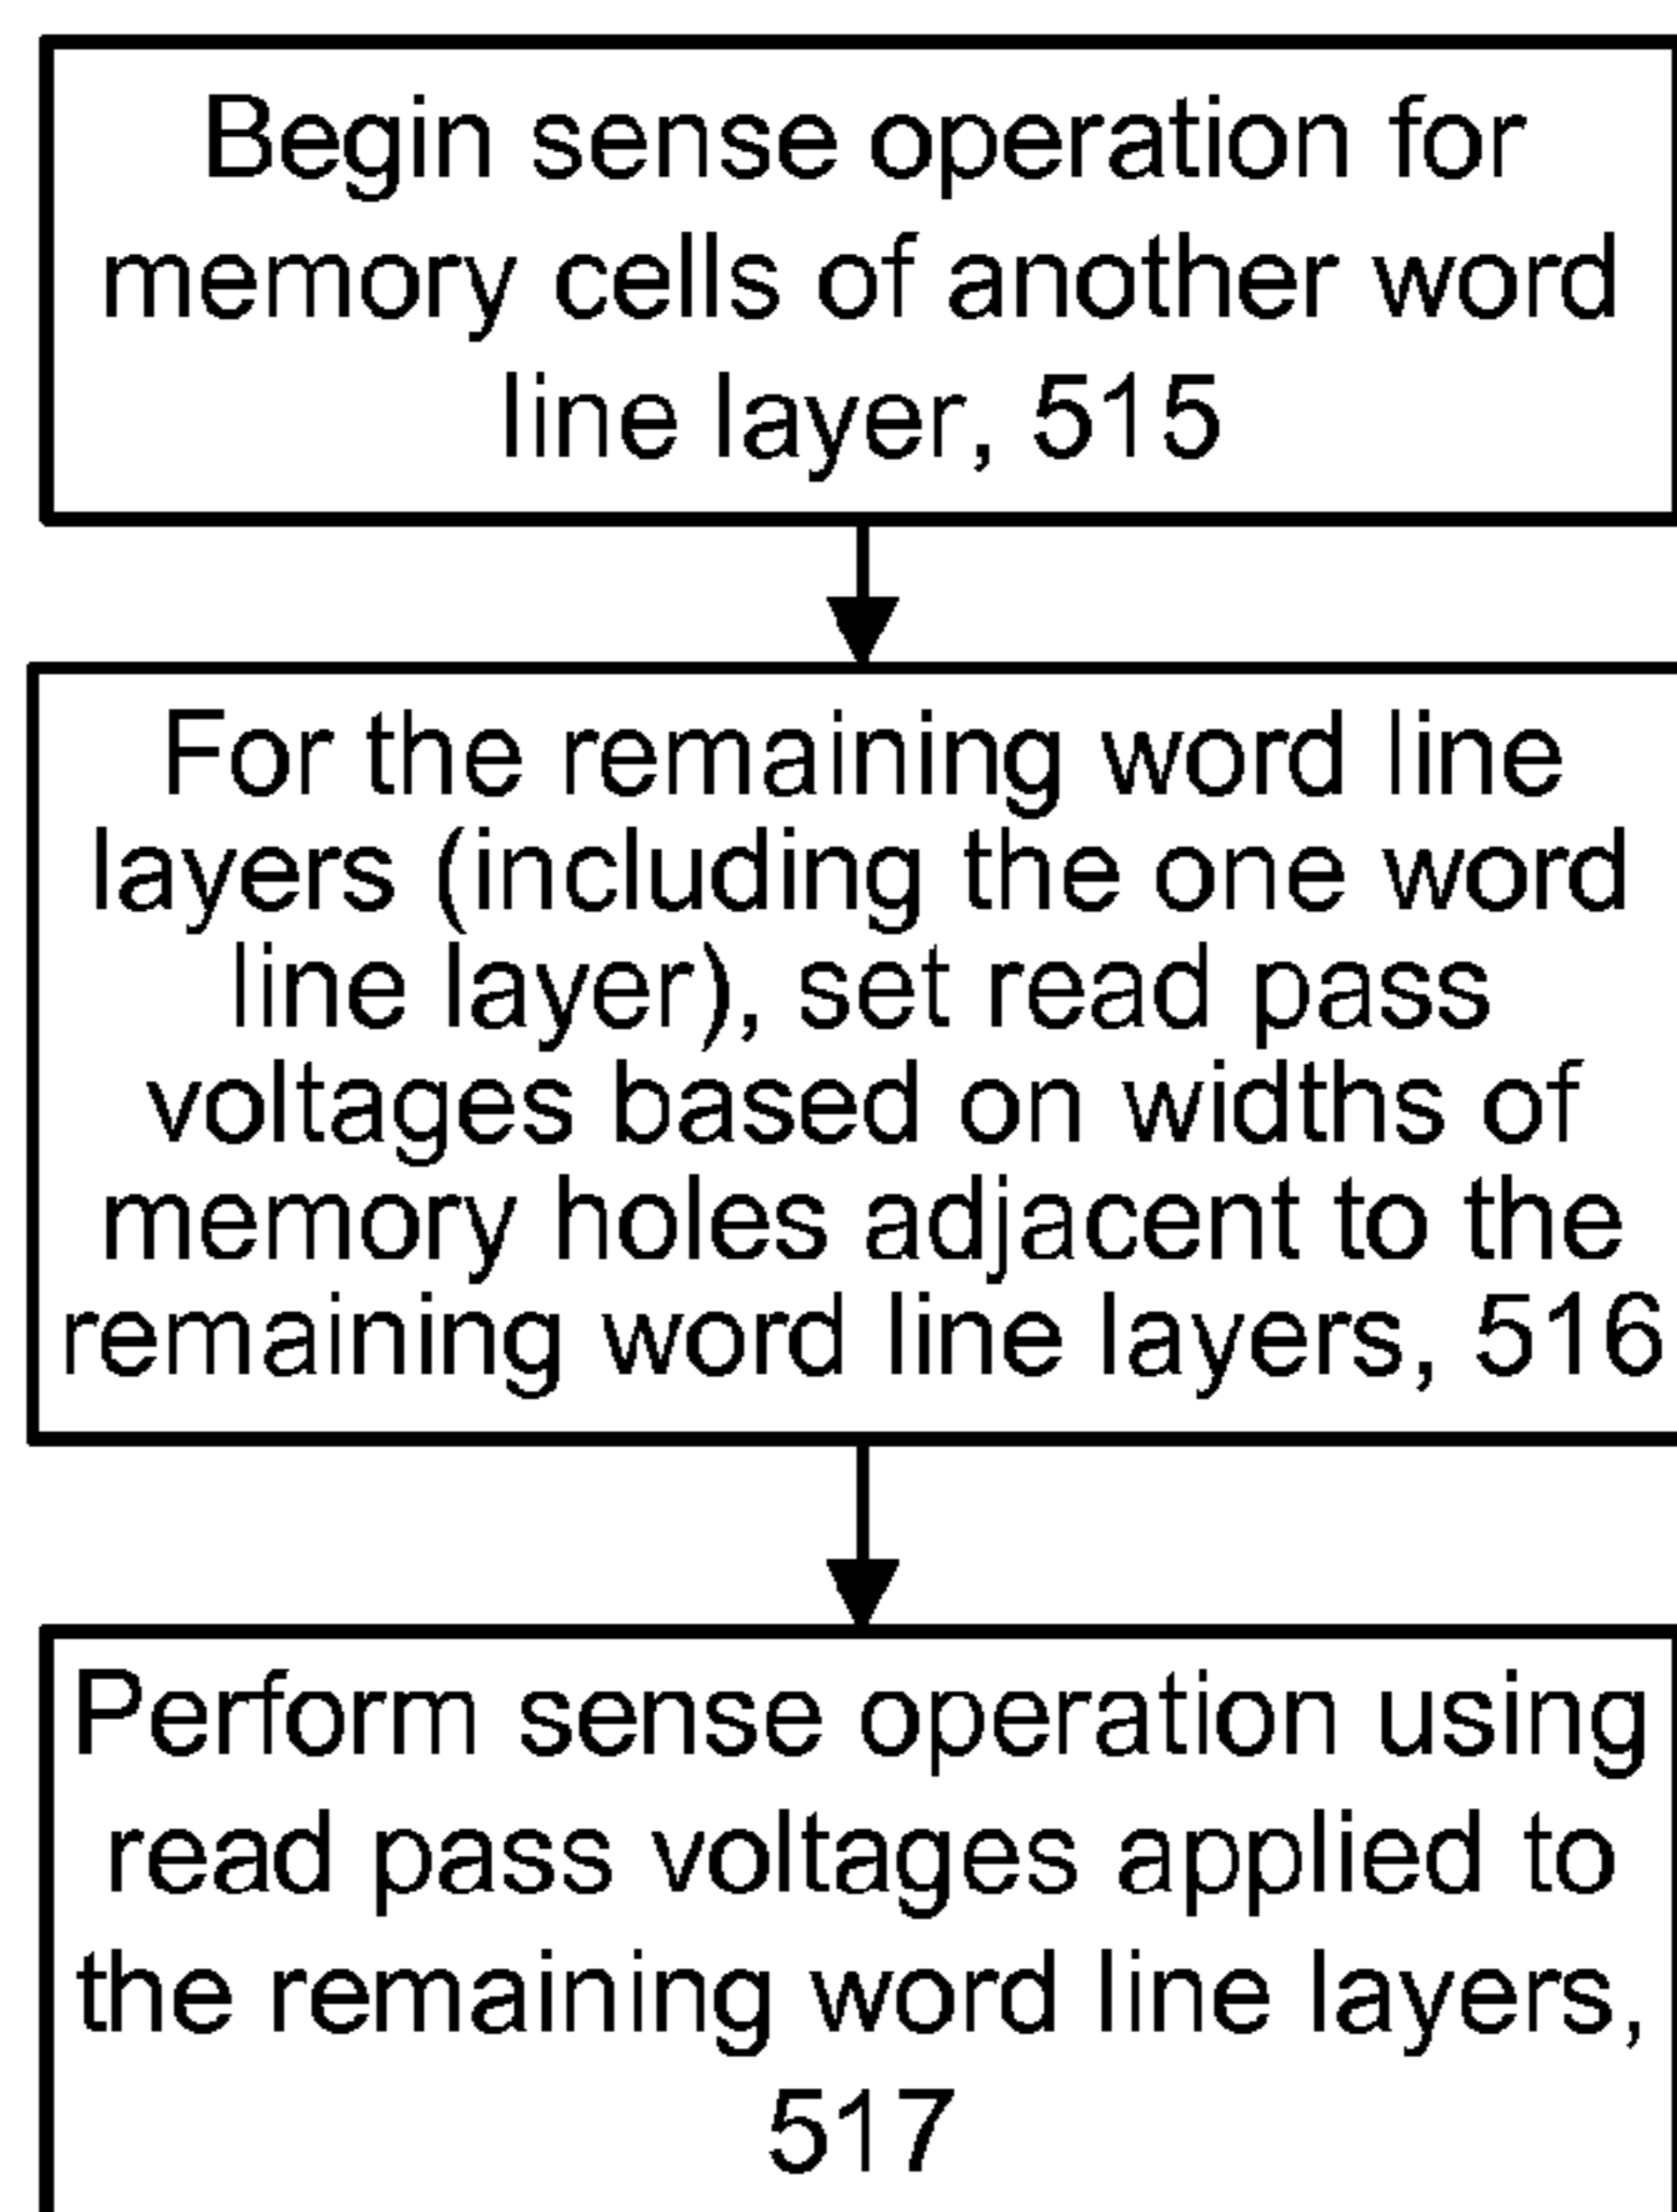 Begin sense operation for
memory cells of another word
line layer, 515
For the remaining word line
layers (including the one word
line layer), set read pass
voltages based on widths of
memory holes adjacent to the
remaining word line layers, 516
Perform sense operation using
read pass voltages applied to
the remaining word line layers,
517